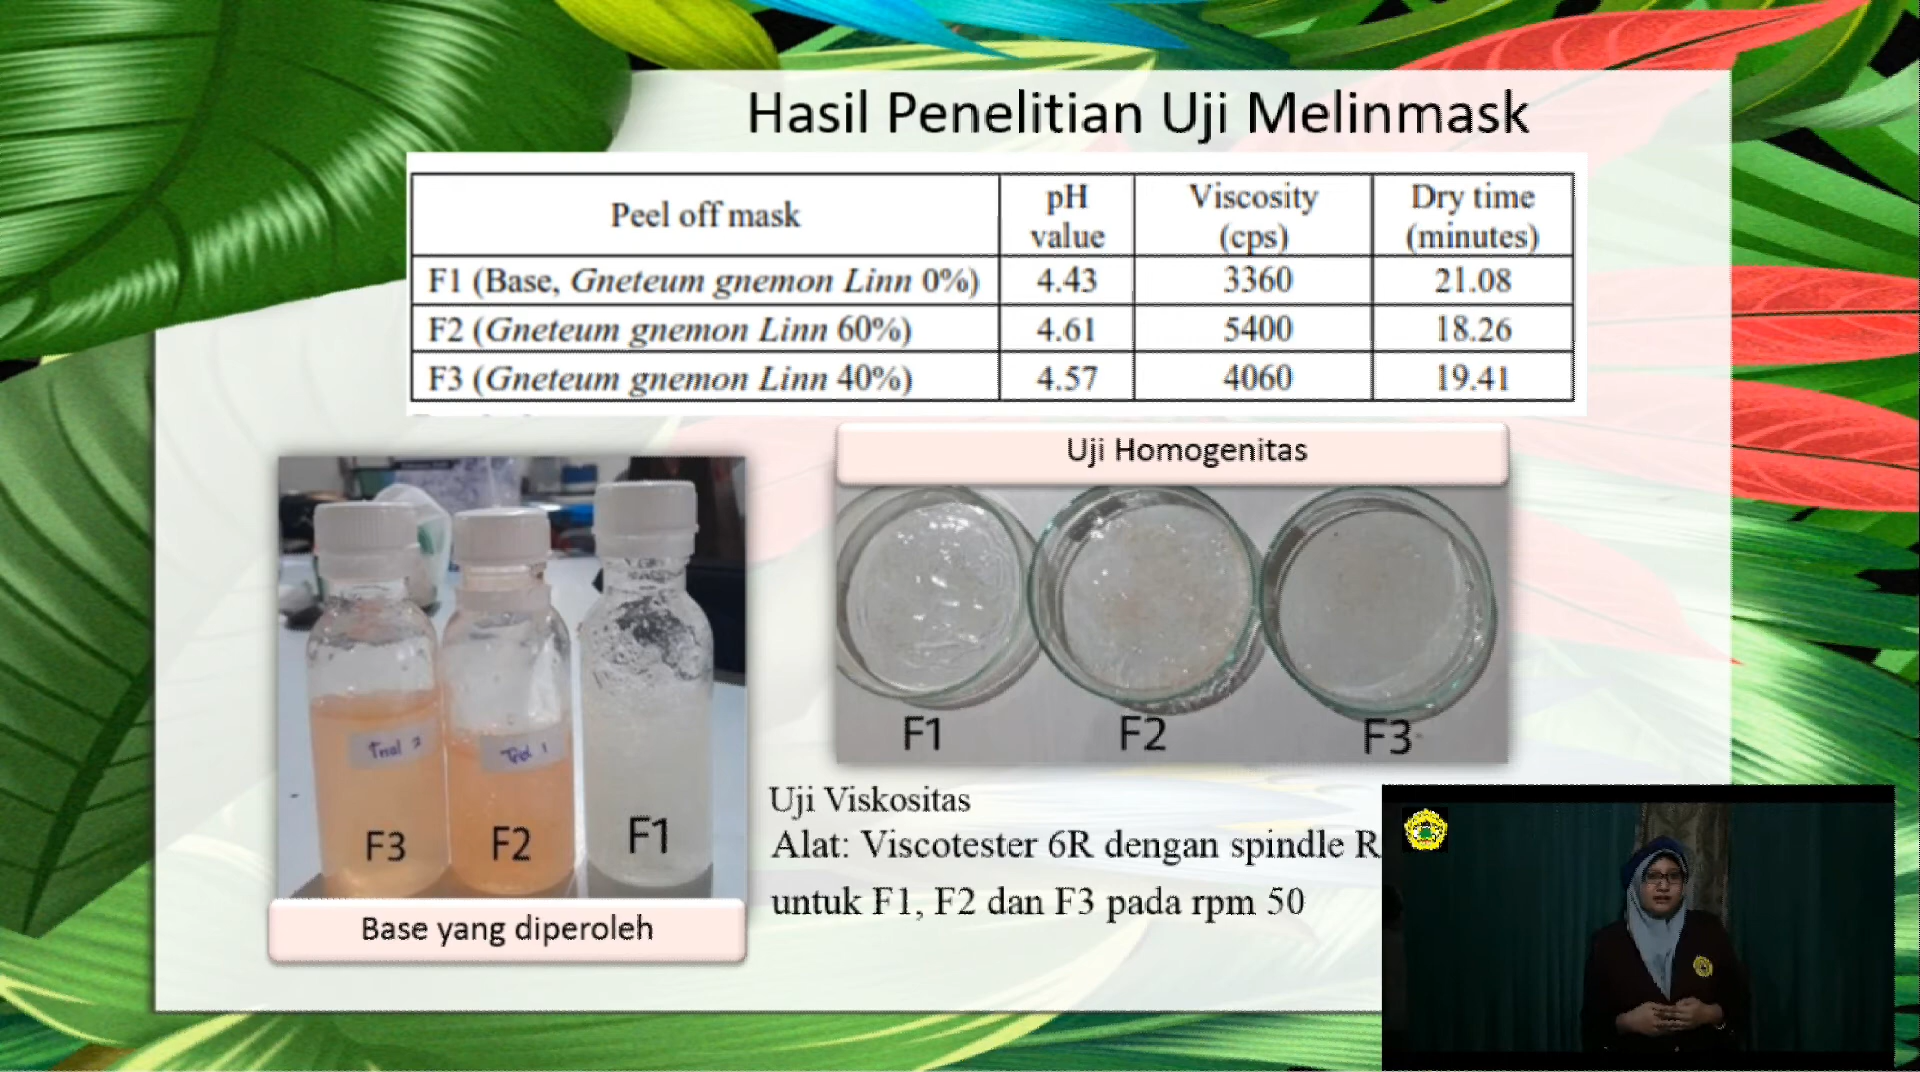 Hasil Penelitian Uji Melinmask
Peel off mask
pH value
Viscosity (cps)
Dry time (minutes)
F1 (Base, Gneteum gnemon Linn 0%) 4.43 3360 21.08
F2 (Gneteum gnemon Linn 60%) 4.61 5400 18.26
F3 (Gneteum gnemon Linn 40%) 4.57 4060 19.41
Uji Homogenitas
F1 F2 F3
Trial 1
F3 F2 F1
Base yang diperoleh
Uji Viskositas
Alat: Viscotester 6R dengan spindle R
untuk F1, F2 dan F3 pada rpm 50